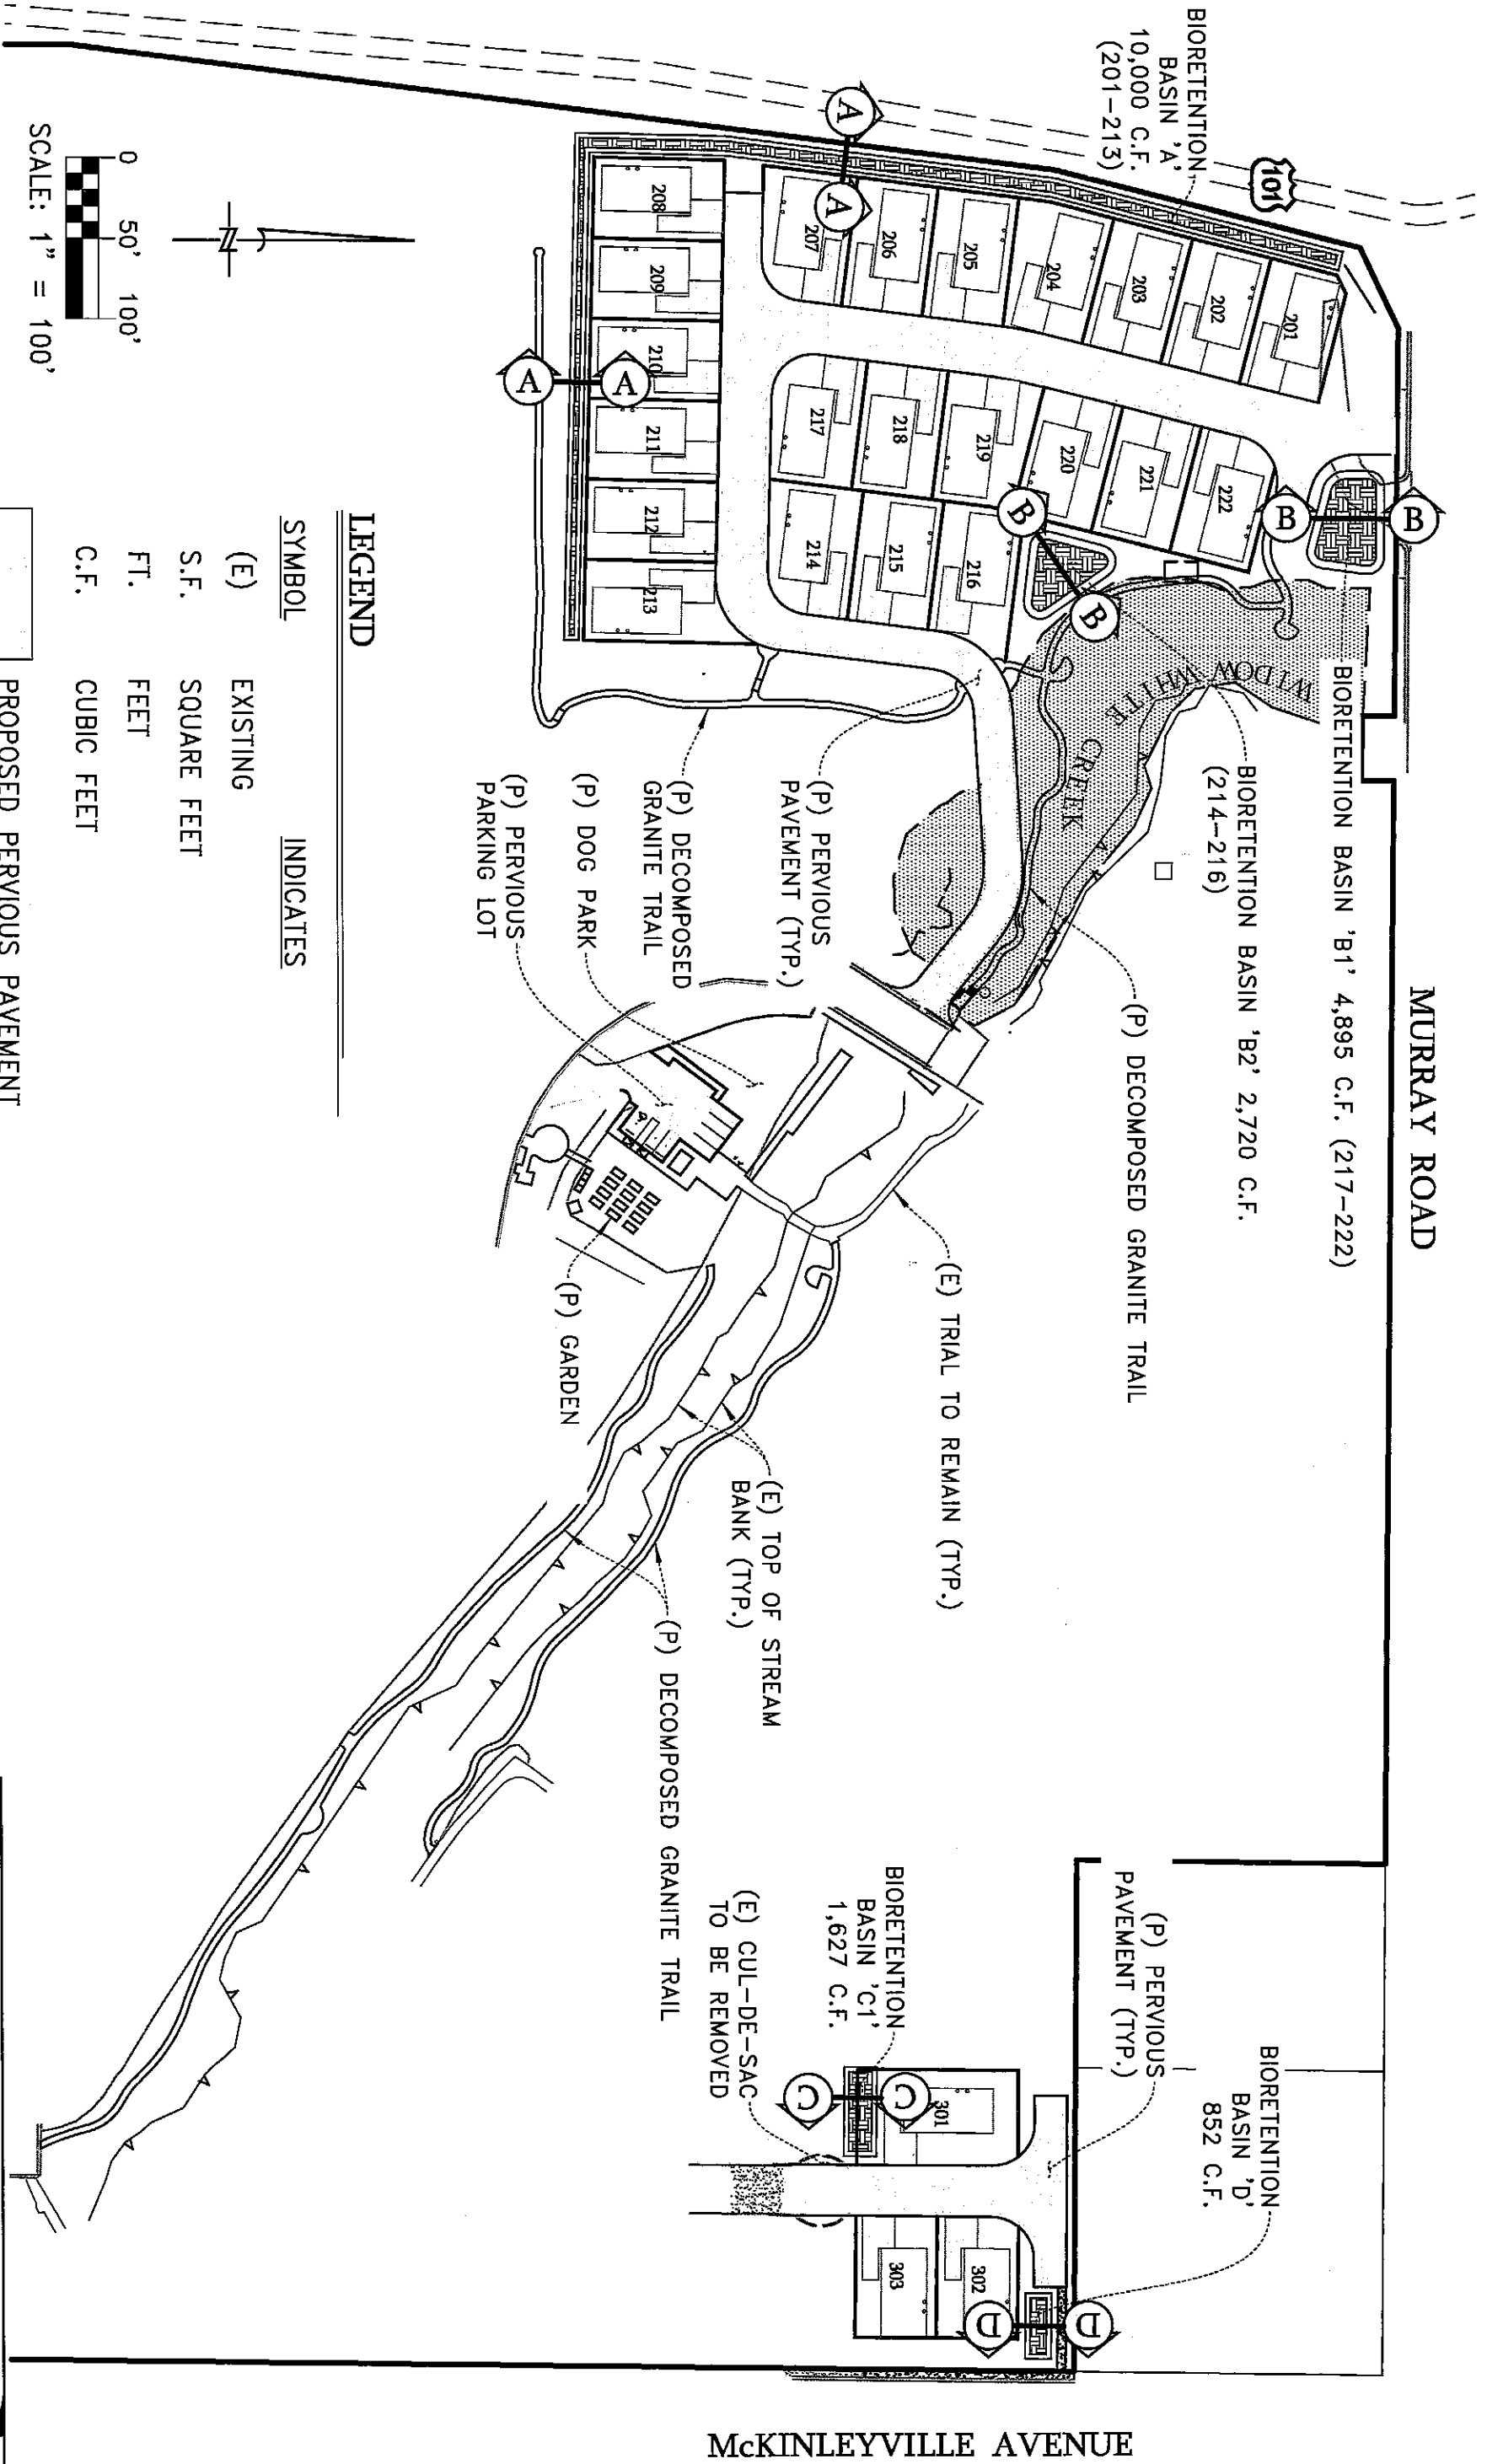 MURRAY ROAD
McKINLEYVILLE AVENUE
101
BIORETENTION
BASIN 'A'
10,000 C.F.
(201-213)
BIORETENTION BASIN 'B1' 4,895 C.F. (217-222)
BIORETENTION BASIN 'B2' 2,720 C.F.
(214-216)
(P) DECOMPOSED GRANITE TRAIL
(E) TRIAL TO REMAIN (TYP.)
(E) TOP OF STREAM
BANK (TYP.)
(P) DECOMPOSED GRANITE TRAIL
(P) PERVIOUS
PAVEMENT (TYP.)
(P) DECOMPOSED
GRANITE TRAIL
(P) DOG PARK
(P) PERVIOUS
PARKING LOT
(P) GARDEN
WIDOW WHITE CREEK
201
202
203
204
205
206
207
208
209
210
211
212
213
214
215
216
217
218
219
220
221
222
A
A
A
A
B
B
B
B
BIORETENTION
BASIN 'C1'
1,627 C.F.
(E) CUL-DE-SAC
TO BE REMOVED
(P) PERVIOUS
PAVEMENT (TYP.)
BIORETENTION
BASIN 'D'
852 C.F.
301
302
303
C
C
D
D
0 50' 100'
SCALE: 1" = 100'
LEGEND
SYMBOL INDICATES
(E) EXISTING
S.F. SQUARE FEET
FT. FEET
C.F. CUBIC FEET
PROPOSED PERVIOUS PAVEMENT